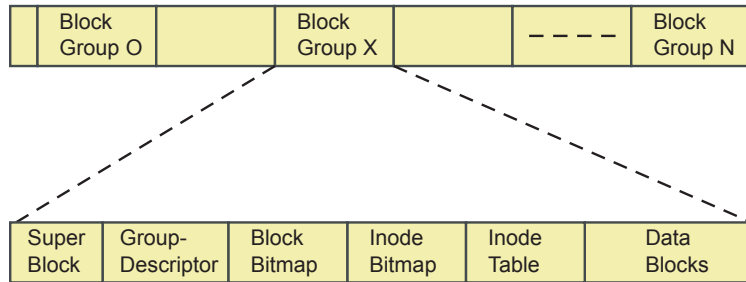 Block
Group O
Block
Group X
Block
Group N
Super
Block
Group-
Descriptor
Block
Bitmap
Inode
Bitmap
Inode
Table
Data
Blocks